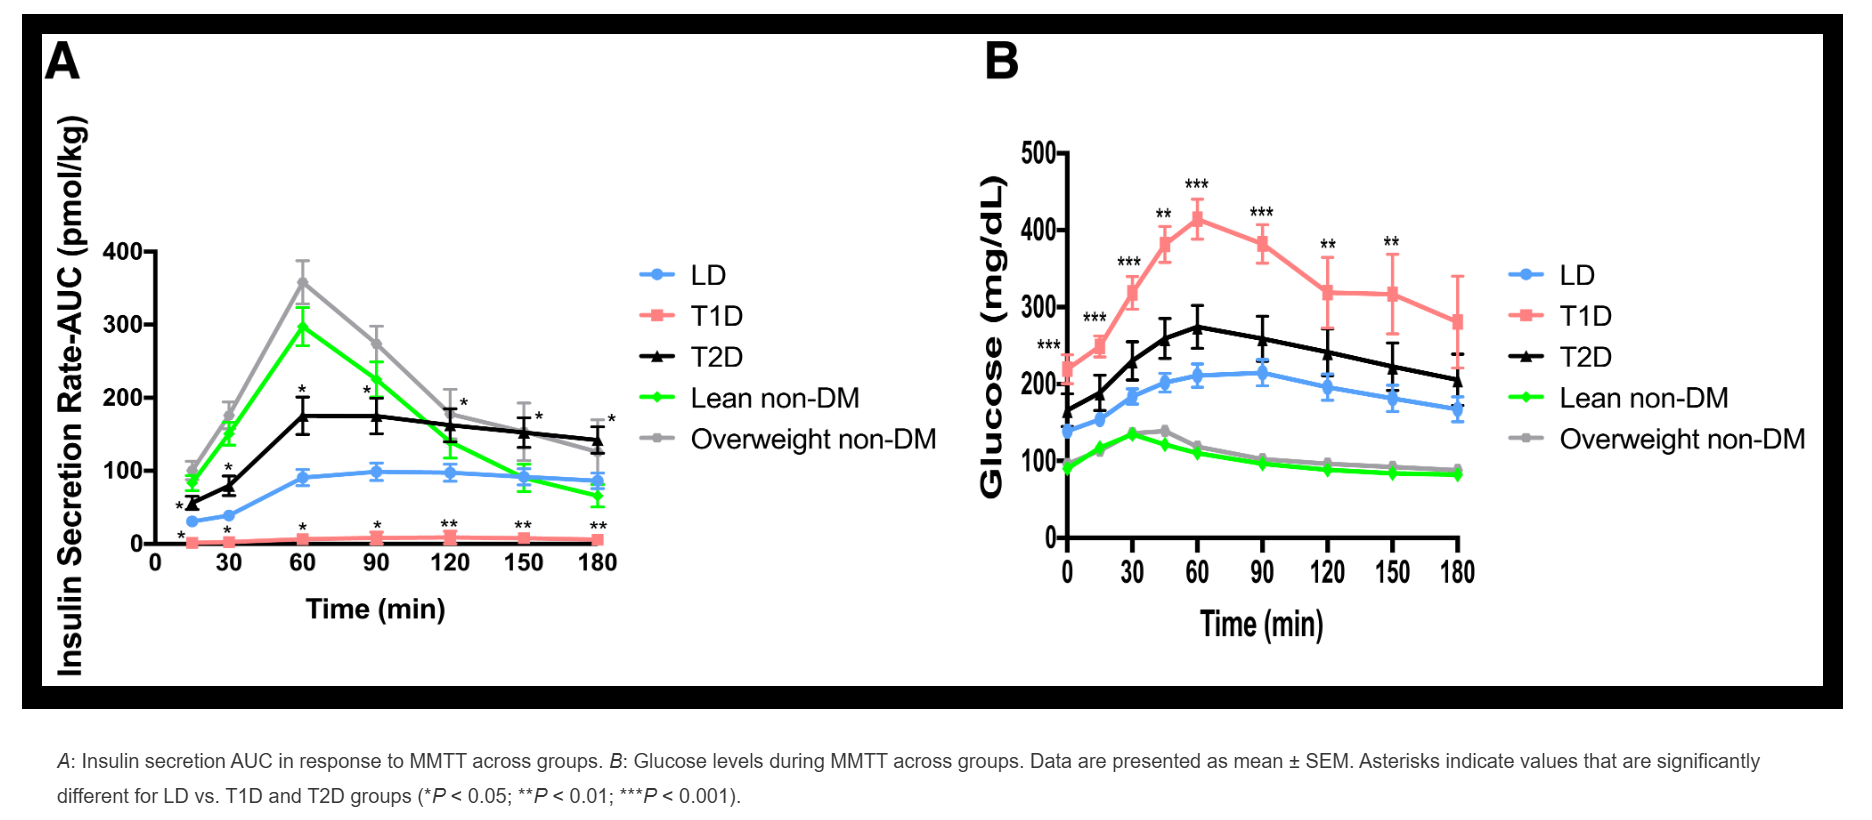 A
B
Insulin Secretion Rate-AUC (pmol/kg)
400
300
200
100
0
0 30 60 90 120 150 180
Time (min)
* * * * * * *
* * * * ** ** **
LD
T1D
T2D
Lean non-DM
Overweight non-DM
Glucose (mg/dL)
500
400
300
200
100
0
0 30 60 90 120 150 180
Time (min)
*** *** *** ** *** *** ** **
LD
T1D
T2D
Lean non-DM
Overweight non-DM
A: Insulin secretion AUC in response to MMTT across groups. B: Glucose levels during MMTT across groups. Data are presented as mean ± SEM. Asterisks indicate values that are significantly
different for LD vs. T1D and T2D groups (*P < 0.05; **P < 0.01; ***P < 0.001).